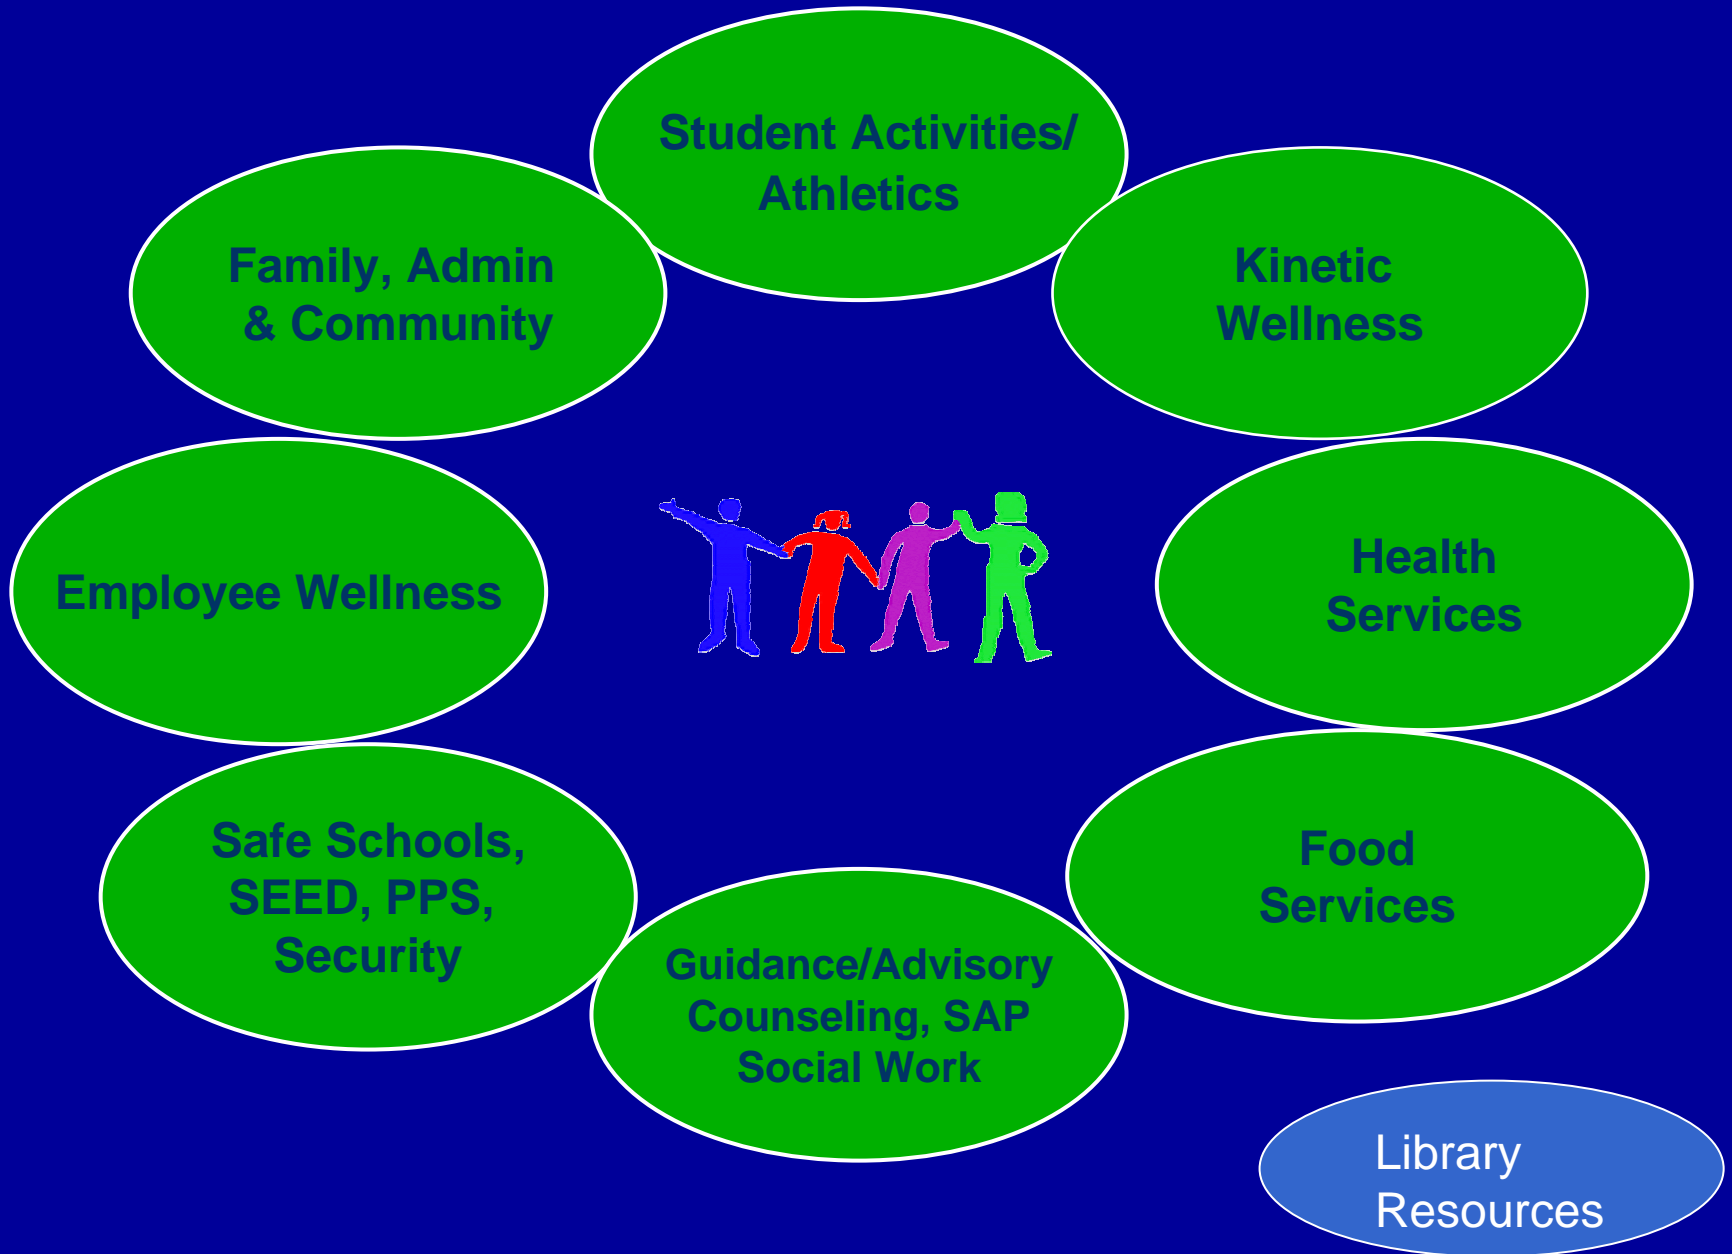 Student Activities/
Athletics
Family, Admin
& Community
Kinetic
Wellness
Employee Wellness
Health
Services
Safe Schools,
SEED, PPS,
Security
Food
Services
Guidance/Advisory
Counseling, SAP
Social Work
Library
Resources